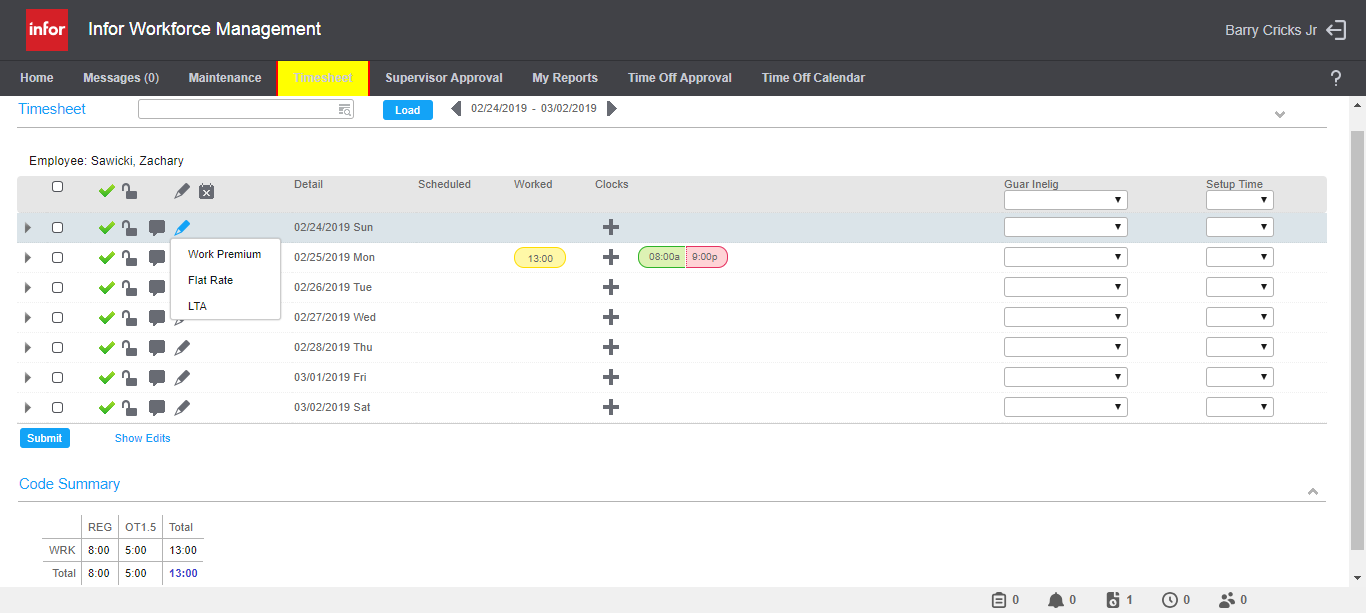 infor Infor Workforce Management Barry Cricks Jr
Home Messages (0) Maintenance Timesheet Supervisor Approval My Reports Time Off Approval Time Off Calendar ?
Timesheet Load 02/24/2019 - 03/02/2019
Employee: Sawicki, Zachary
Detail Scheduled Worked Clocks Guar Inelig Setup Time
02/24/2019 Sun
Work Premium
02/25/2019 Mon 13:00 08:00a 9:00p
Flat Rate
02/26/2019 Tue
LTA
02/27/2019 Wed
02/28/2019 Thu
03/01/2019 Fri
03/02/2019 Sat
Submit Show Edits
Code Summary
REG OT1.5 Total
WRK 8:00 5:00 13:00
Total 8:00 5:00 13:00
0 0 1 0 0